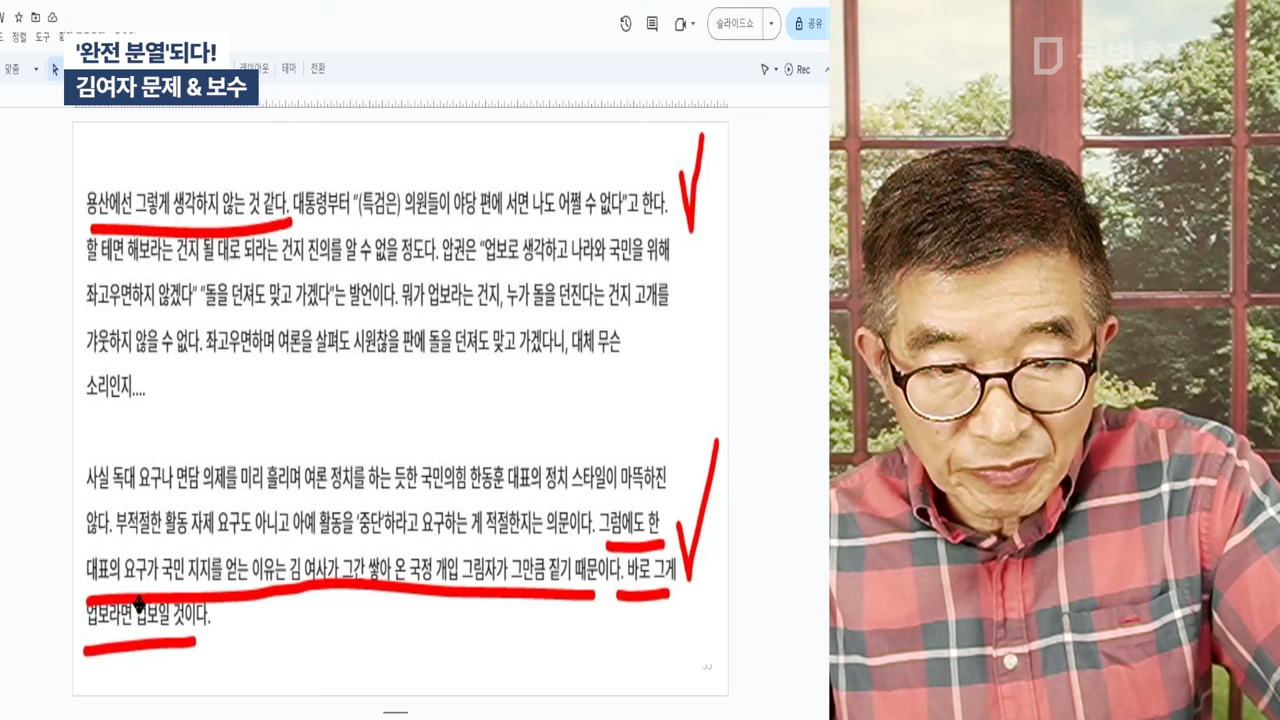 정렬 도구
슬라이드쇼
공유
맞춤
레이아웃 테마 전환
Rec
'완전 분열'되다!
김여자 문제 & 보수
용산에선 그렇게 생각하지 않는 것 같다. 대통령부터 "(특검은) 의원들이 야당 편에 서면 나도 어쩔 수 없다"고 한다.
할 테면 해보라는 건지 될 대로 되라는 건지 진의를 알 수 없을 정도다. 압권은 "업보로 생각하고 나라와 국민을 위해
좌고우면하지 않겠다" "돌을 던져도 맞고 가겠다"는 발언이다. 뭐가 업보라는 건지, 누가 돌을 던진다는 건지 고개를
갸웃하지 않을 수 없다. 좌고우면하며 여론을 살펴도 시원찮을 판에 돌을 던져도 맞고 가겠다니, 대체 무슨
소리인지....
사실 독대 요구나 면담 의제를 미리 흘리며 여론 정치를 하는 듯한 국민의힘 한동훈 대표의 정치 스타일이 마뜩하진
않다. 부적절한 활동 자제 요구도 아니고 아예 활동을 '중단'하라고 요구하는 게 적절한지는 의문이다. 그럼에도 한
대표의 요구가 국민 지지를 얻는 이유는 김 여사가 그간 쌓아 온 국정 개입 그림자가 그만큼 짙기 때문이다. 바로 그게
업보라면 업보일 것이다.
JJ